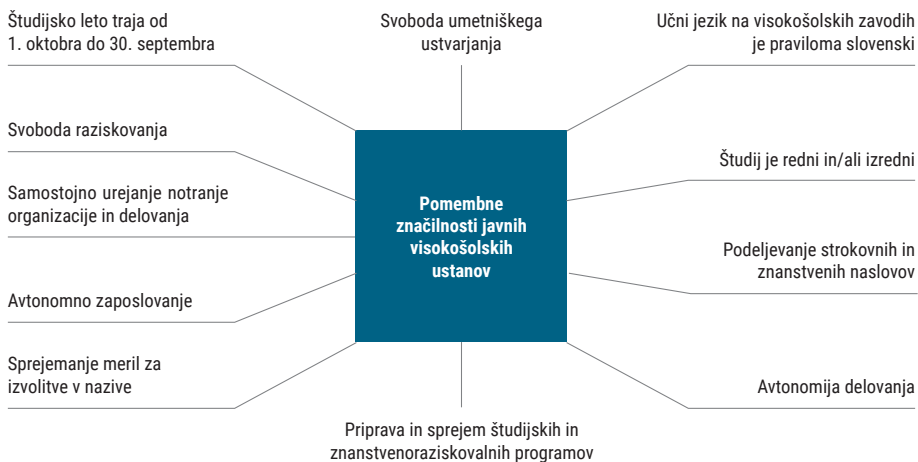 Študijsko leto traja od
1. oktobra do 30. septembra
Svoboda umetniškega
ustvarjanja
Učni jezik na visokošolskih zavodih
je praviloma slovenski
Svoboda raziskovanja
Študij je redni in/ali izredni
Samostojno urejanje notranje
organizacije in delovanja
Pomembne
značilnosti javnih
visokošolskih
ustanov
Podeljevanje strokovnih in
znanstvenih naslovov
Avtonomno zaposlovanje
Sprejemanje meril za
izvolitve v nazive
Avtonomija delovanja
Priprava in sprejem študijskih in
znanstvenoraziskovalnih programov